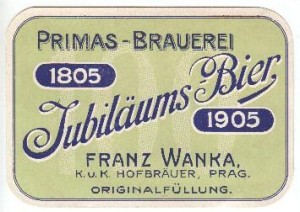 PRIMAS-BRAUEREI
1805
Jubiläums-Bier
1905
FRANZ WANKA,
K.u.K. HOFBRÄUER, PRAG.
ORIGINALFÜLLUNG.